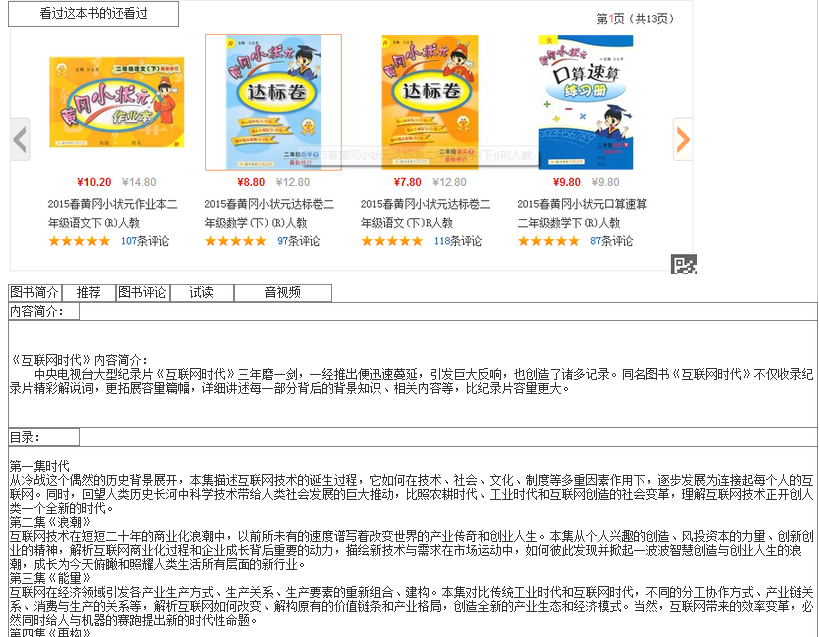 看过这本书的还看过
第1页（共13页）
二年级语文(下)
黄冈小状元
作业本
黄冈小状元
达标卷
二年级数学下
黄冈小状元
达标卷
二年级语文下
黄冈小状元
口算速算
练习册
二年级数学下
¥10.20 ¥14.80
¥8.80 ¥12.80
¥7.80 ¥12.80
¥9.80 ¥9.80
2015春黄冈小状元作业本二
年级语文下(R)人教
2015春黄冈小状元达标卷二
年级数学(下)(R)人教
2015春黄冈小状元达标卷二
年级语文(下)R人教
2015春黄冈小状元口算速算
二年级数学下(R)人教
107条评论
97条评论
118条评论
87条评论
图书简介 推荐 图书评论 试读 音视频
内容简介:
《互联网时代》内容简介:
中央电视台大型纪录片《互联网时代》三年磨一剑，一经推出便迅速蔓延，引发巨大反响，也创造了诸多记录。同名图书《互联网时代》不仅收录纪
录片精彩解说词，更拓展容量篇幅，详细讲述每一部分背后的背景知识、相关内容等，比纪录片容量更大。
目录:
第一集时代
从冷战这个偶然的历史背景展开，本集描述互联网技术的诞生过程，它如何在技术、社会、文化、制度等多重因素作用下，逐步发展为连接起每个人的互
联网。同时，回望人类历史长河中科学技术带给人类社会发展的巨大推动，比照农耕时代、工业时代和互联网创造的社会变革，理解互联网技术正开创人
类一个全新的时代。
第二集《浪潮》
互联网技术在短短二十年的商业化浪潮中，以前所未有的速度谱写着改变世界的产业传奇和创业人生。本集从个人兴趣的创造、风投资本的力量、创新创
业的精神，解析互联网商业化过程和企业成长背后重要的动力，描绘新技术与需求在市场运动中，如何彼此发现并掀起一波波智慧创造与创业人生的浪
潮，成长为今天俯瞰和照耀人类生活所有层面的新行业。
第三集《能量》
互联网在经济领域引发各产业生产方式、生产关系、生产要素的重新组合、建构。本集对比传统工业时代和互联网时代，不同的分工协作方式、产业链关
系、消费与生产的关系等，解析互联网如何改变、解构原有的价值链条和产业格局，创造全新的产业生态和经济模式。当然，互联网带来的效率变革，必
然同时给人与机器的赛跑提出新的时代性命题。
第四集《再构》